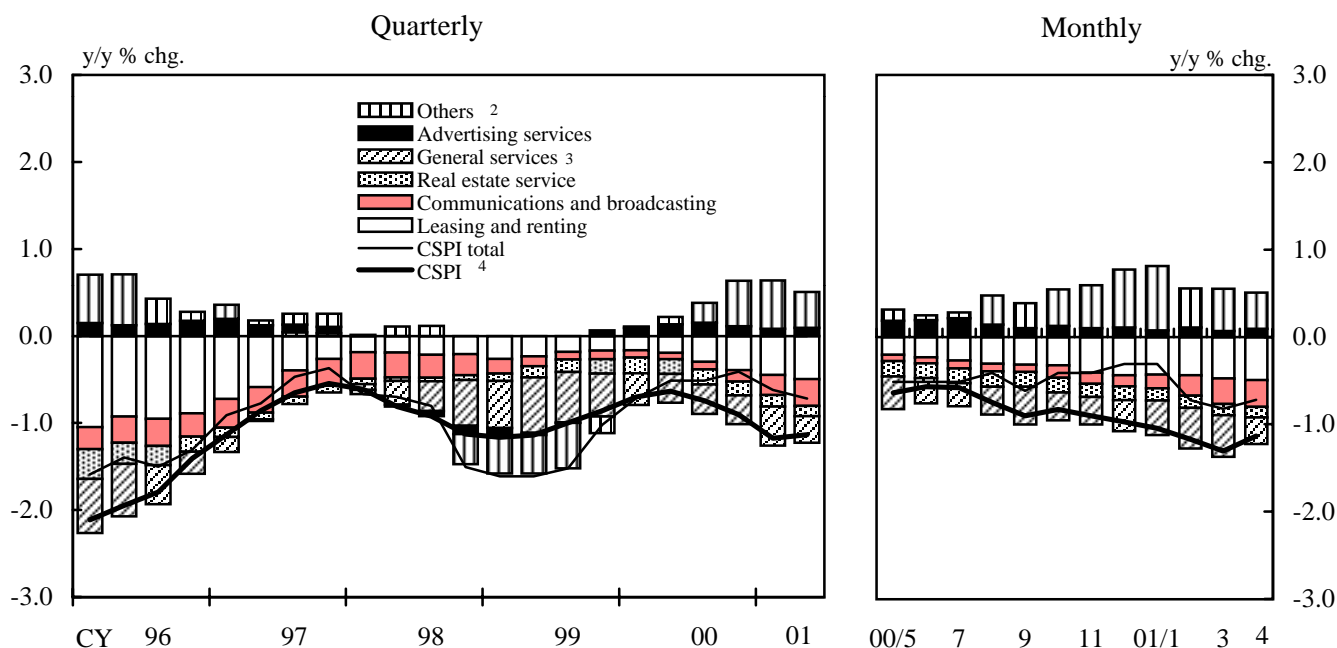 Quarterly
Monthly
y/y % chg.
y/y % chg.
3.0
2.0
1.0
0.0
-1.0
-2.0
-3.0
Others 2
Advertising services
General services 3
Real estate service
Communications and broadcasting
Leasing and renting
CSPI total
CSPI 4
3.0
2.0
1.0
0.0
-1.0
-2.0
-3.0
CY 96 97 98 99 00 01
00/5 7 9 11 01/1 3 4